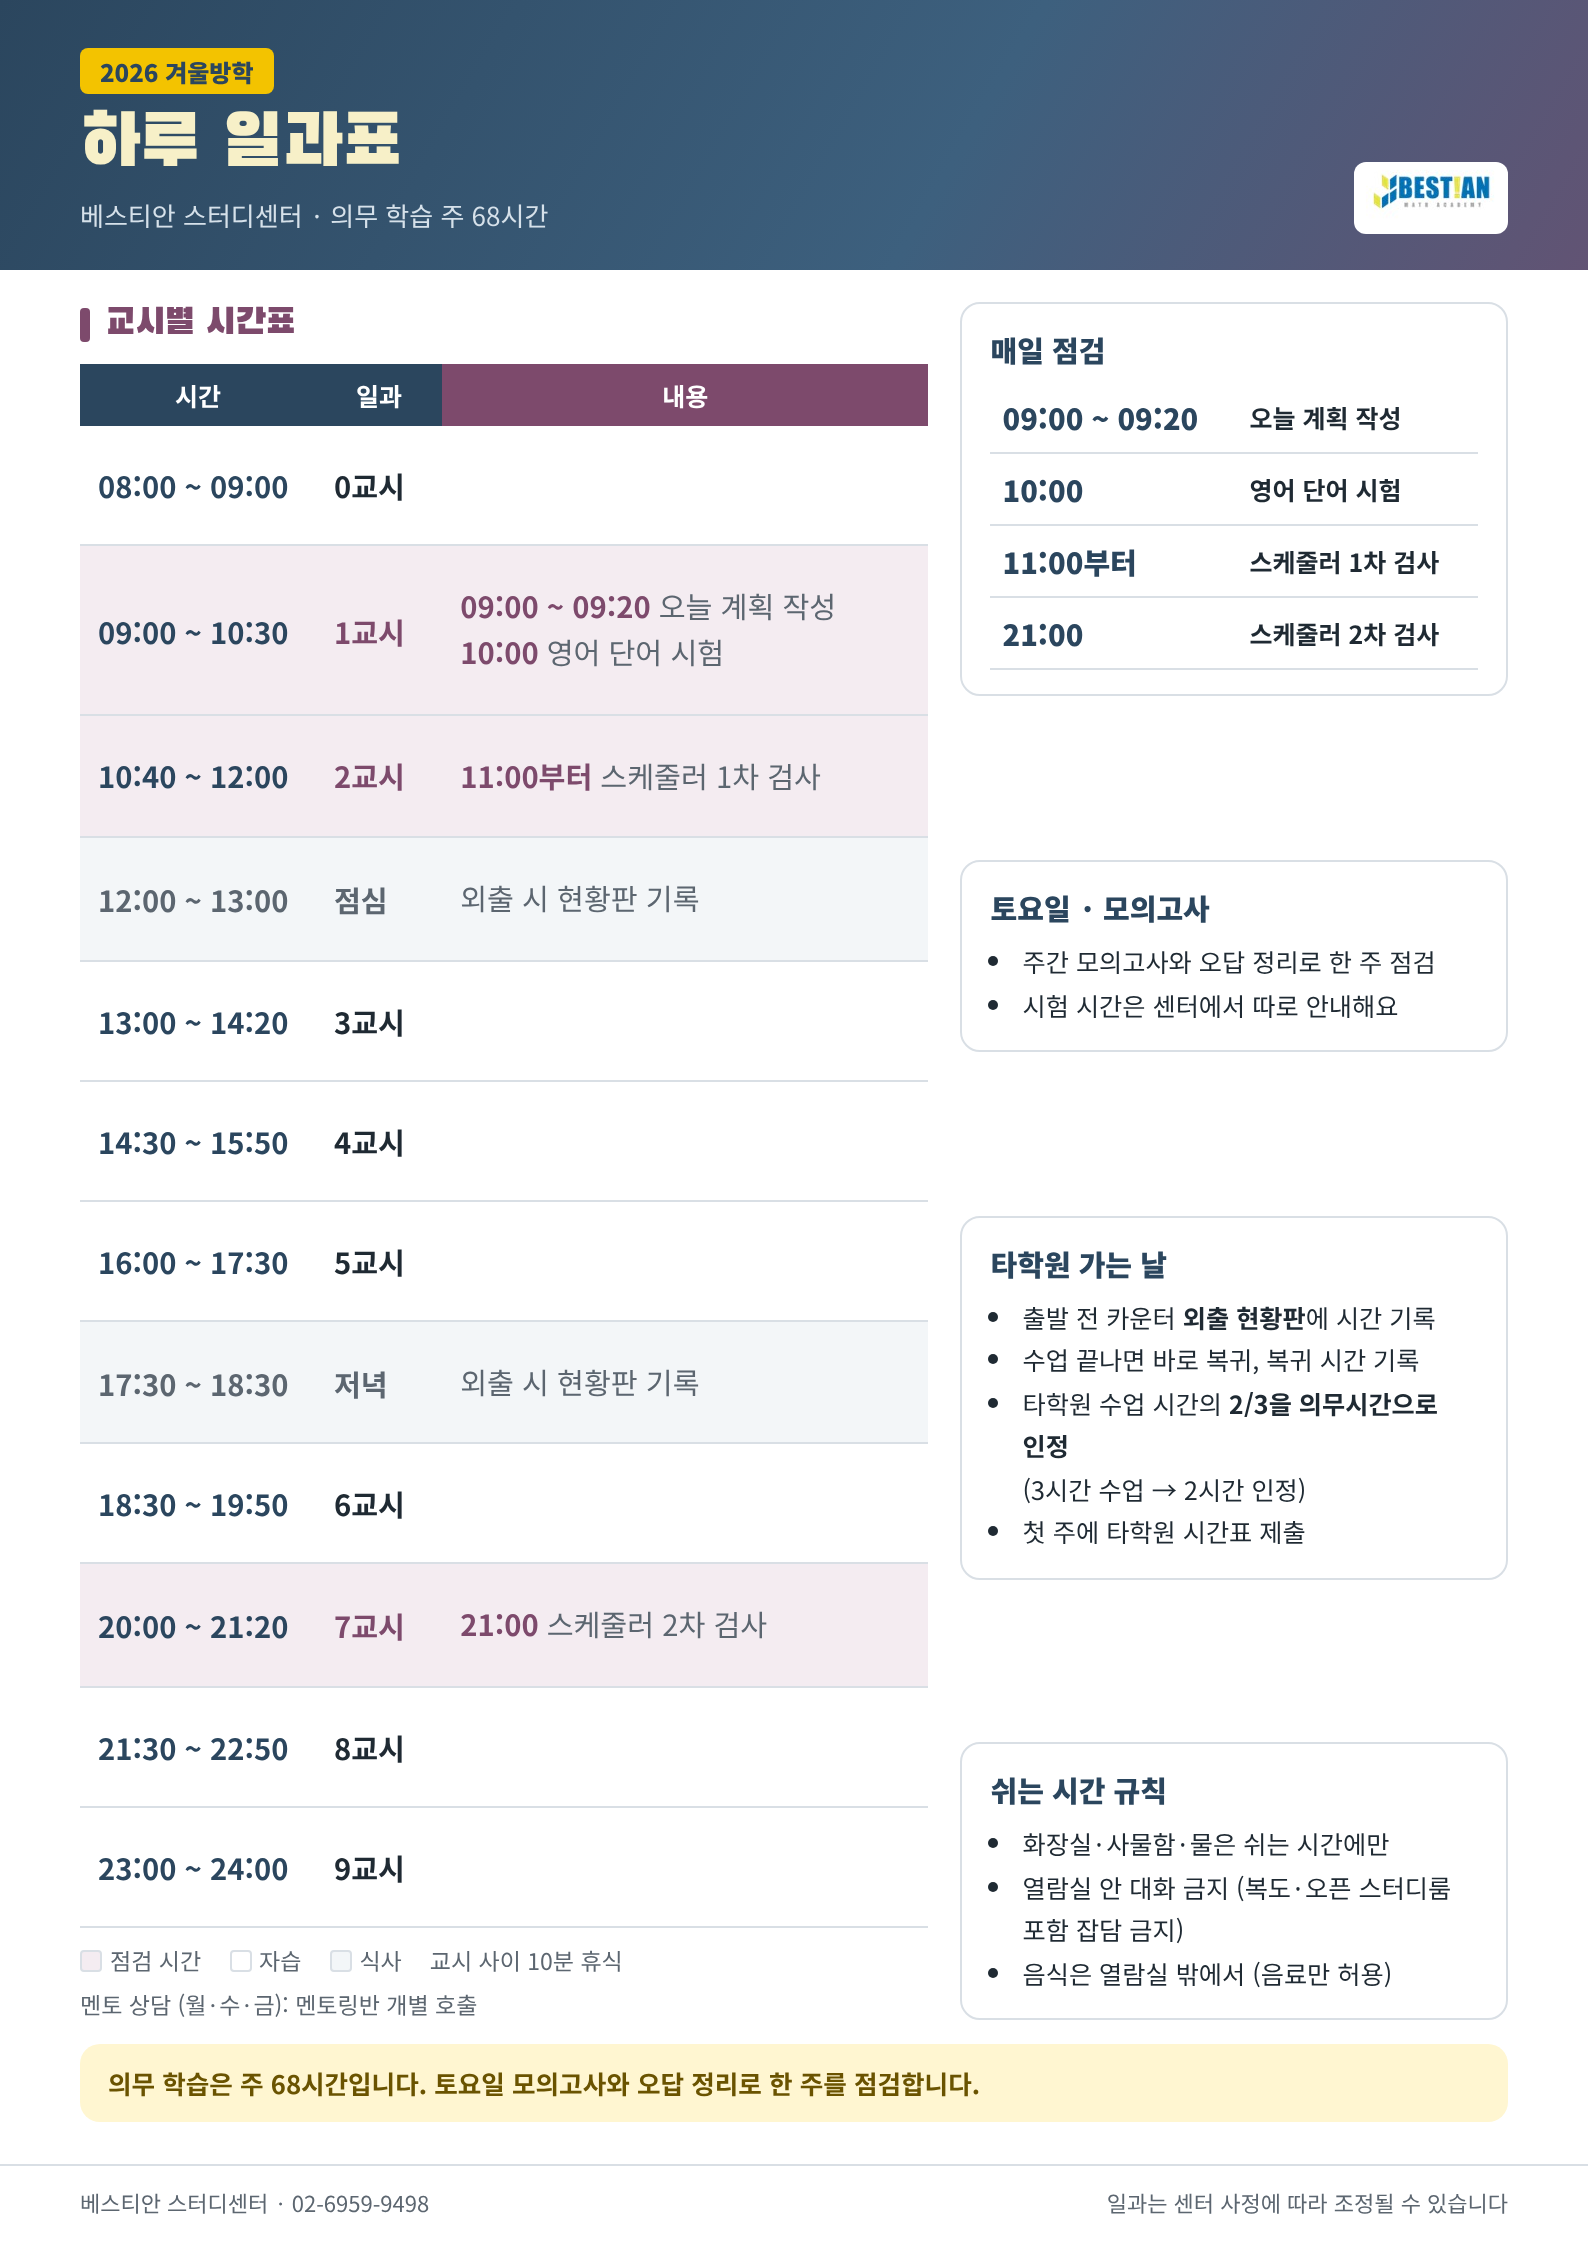 2026 겨울방학
하루 일과표
베스티안 스터디센터 · 의무 학습 주 68시간
BEST!AN
MATH ACADEMY
교시별 시간표
시간 일과 내용
08:00 ~ 09:00 0교시
09:00 ~ 10:30 1교시 09:00 ~ 09:20 오늘 계획 작성
10:00 영어 단어 시험
10:40 ~ 12:00 2교시 11:00부터 스케줄러 1차 검사
12:00 ~ 13:00 점심 외출 시 현황판 기록
13:00 ~ 14:20 3교시
14:30 ~ 15:50 4교시
16:00 ~ 17:30 5교시
17:30 ~ 18:30 저녁 외출 시 현황판 기록
18:30 ~ 19:50 6교시
20:00 ~ 21:20 7교시 21:00 스케줄러 2차 검사
21:30 ~ 22:50 8교시
23:00 ~ 24:00 9교시
점검 시간 자습 식사 교시 사이 10분 휴식
멘토 상담 (월·수·금): 멘토링반 개별 호출
매일 점검
09:00 ~ 09:20 오늘 계획 작성
10:00 영어 단어 시험
11:00부터 스케줄러 1차 검사
21:00 스케줄러 2차 검사
토요일 · 모의고사
• 주간 모의고사와 오답 정리로 한 주 점검
• 시험 시간은 센터에서 따로 안내해요
타학원 가는 날
• 출발 전 카운터 외출 현황판에 시간 기록
• 수업 끝나면 바로 복귀, 복귀 시간 기록
• 타학원 수업 시간의 2/3을 의무시간으로
인정
(3시간 수업 → 2시간 인정)
• 첫 주에 타학원 시간표 제출
쉬는 시간 규칙
• 화장실·사물함·물은 쉬는 시간에만
• 열람실 안 대화 금지 (복도·오픈 스터디룸
포함 잡담 금지)
• 음식은 열람실 밖에서 (음료만 허용)
의무 학습은 주 68시간입니다. 토요일 모의고사와 오답 정리로 한 주를 점검합니다.
베스티안 스터디센터 · 02-6959-9498
일과는 센터 사정에 따라 조정될 수 있습니다